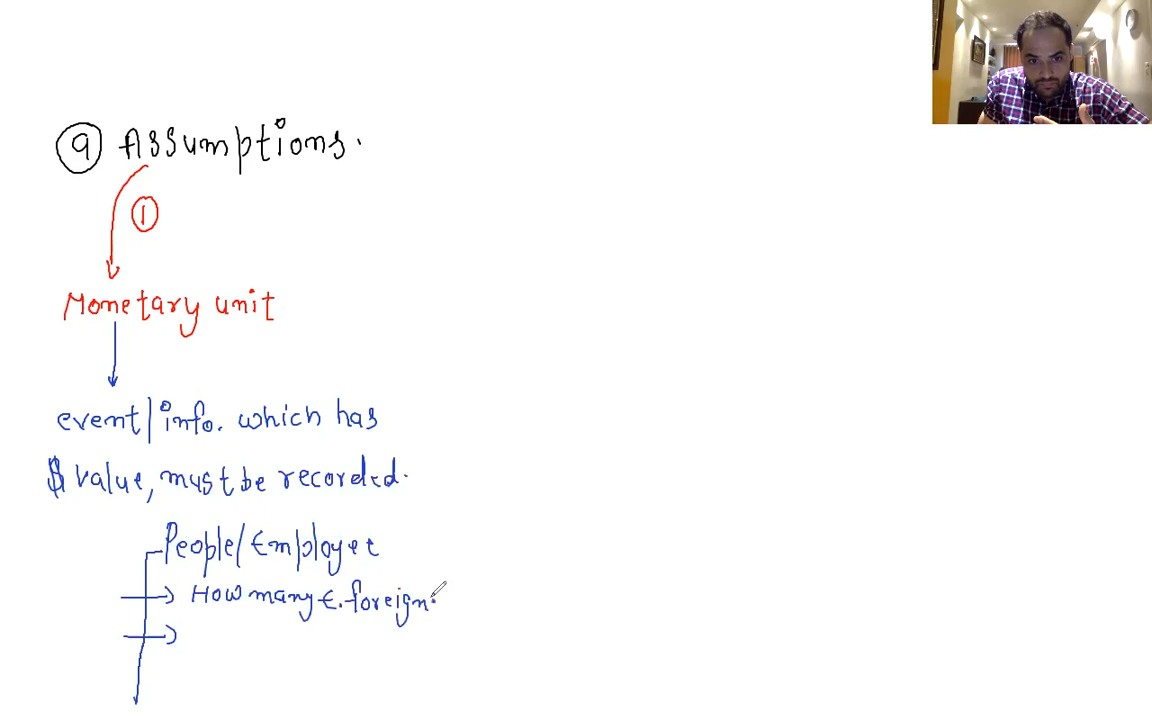 9 Assumptions.
1
Monetary unit
event/info. which has
$ value, must be recorded.
People/Employee
How many E. foreign.